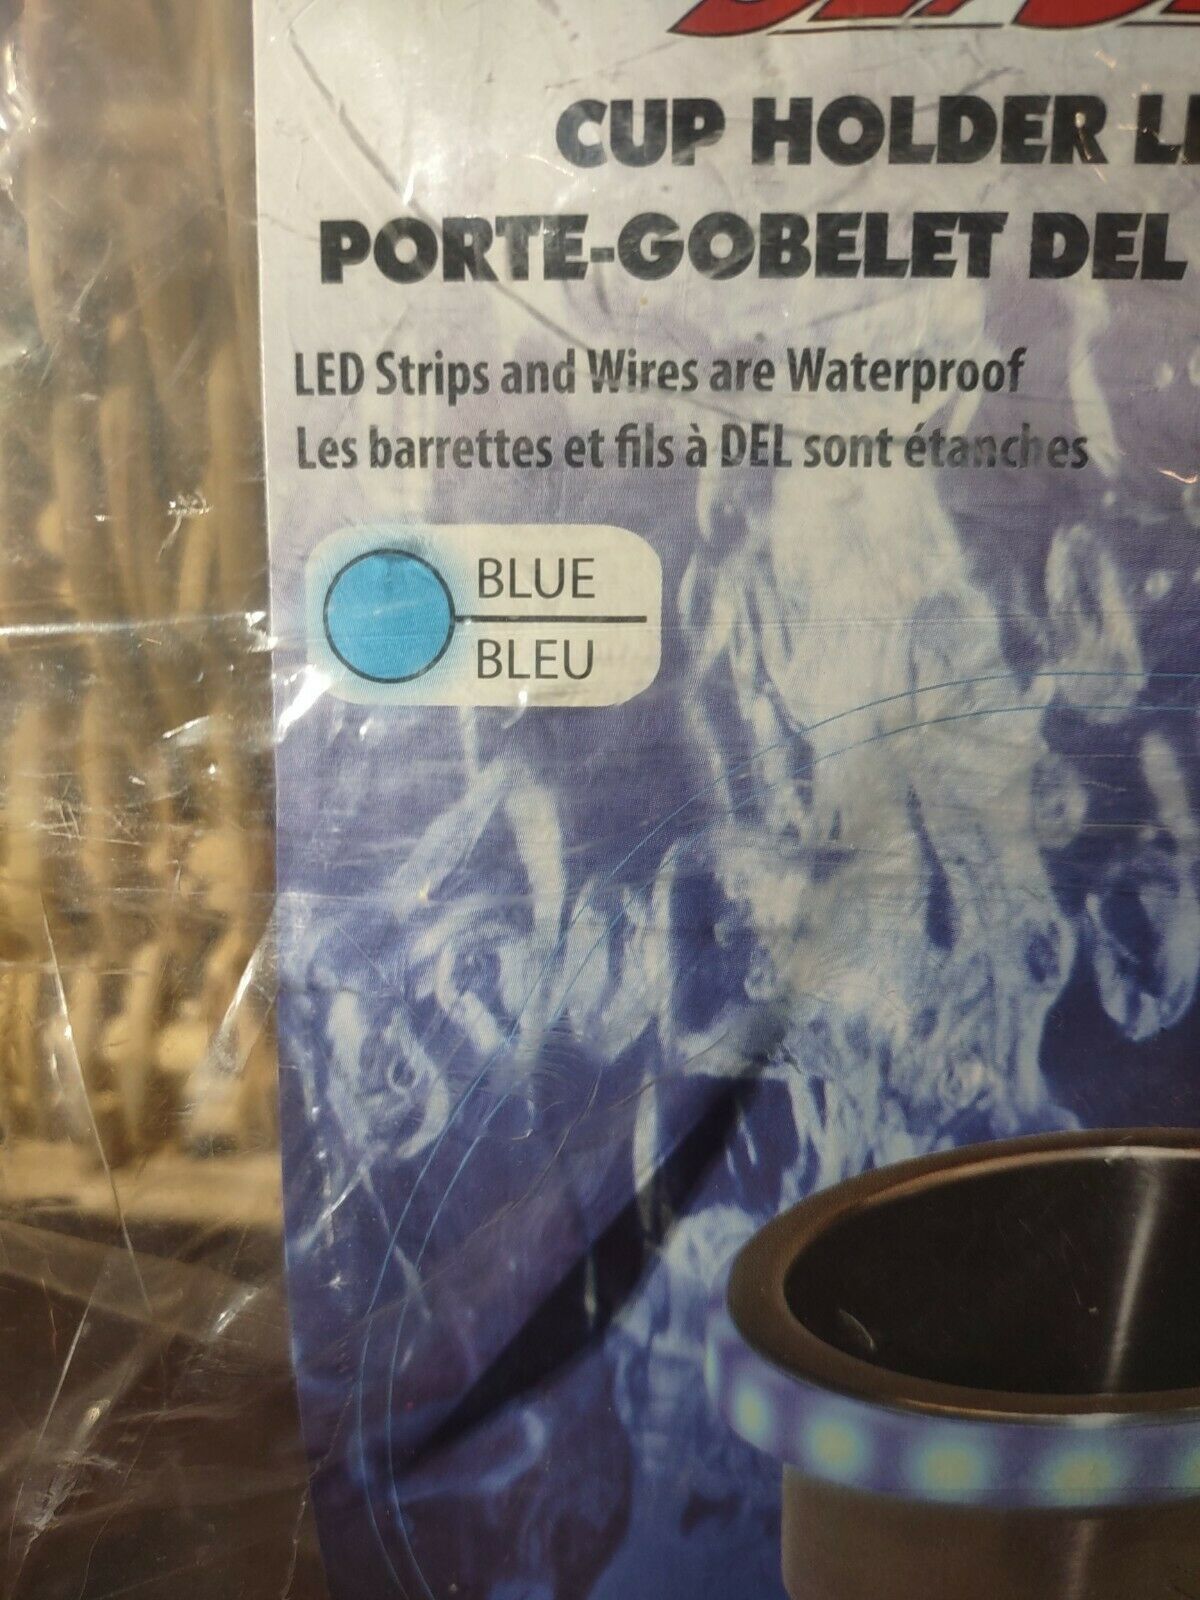 CUP HOLDER
PORTE-GOBELET DEL
LED Strips and Wires are Waterproof
Les barrettes et fils à DEL sont étanches
BLUE
BLEU